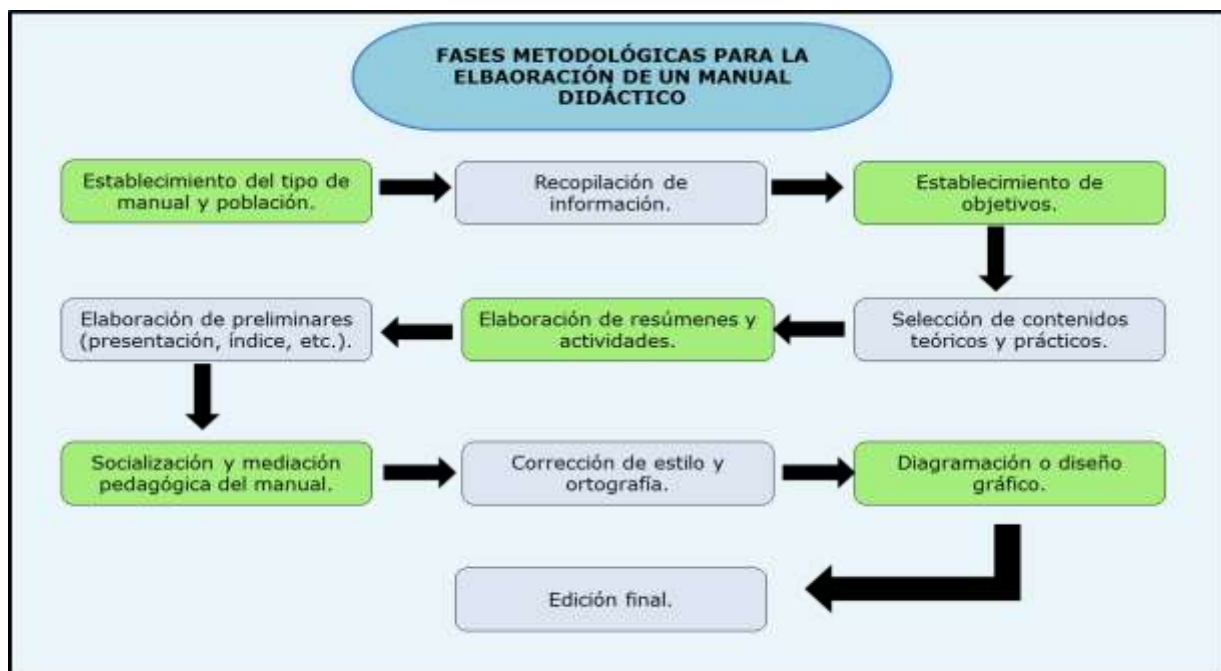 FASES METODOLÓGICAS PARA LA
ELBAORACIÓN DE UN MANUAL
DIDÁCTICO
Establecimiento del tipo de
manual y población.
Recopilación de
información.
Establecimiento de
objetivos.
Selección de contenidos
teóricos y prácticos.
Elaboración de resúmenes y
actividades.
Elaboración de preliminares
(presentación, índice, etc.).
Socialización y mediación
pedagógica del manual.
Corrección de estilo y
ortografía.
Diagramación o diseño
gráfico.
Edición final.